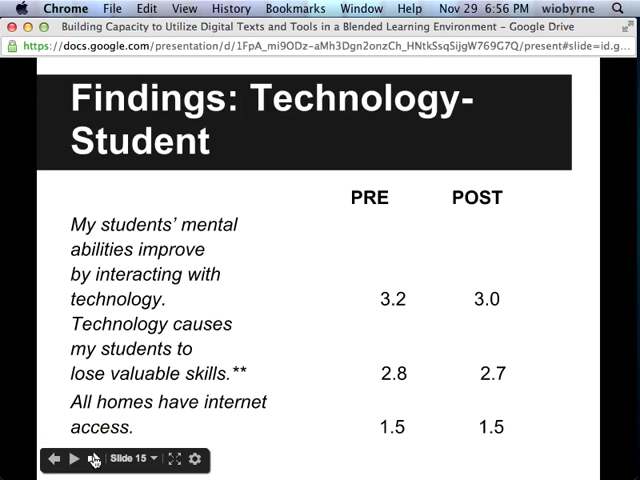 Chrome File Edit View History Bookmarks Window Help Nov 29 6:56 PM wiobyrne
Building Capacity to Utilize Digital Texts and Tools in a Blended Learning Environment – Google Drive
https://docs.google.com/presentation/d/1FpA_mi9ODz-aMh3Dgn2onzCh_HNtkSsqSijgW769G7Q/present#slide=id.g...
Findings: Technology-
Student
PRE POST
My students’ mental
abilities improve
by interacting with
technology. 3.2 3.0
Technology causes
my students to
lose valuable skills.** 2.8 2.7
All homes have internet
access. 1.5 1.5
Slide 15